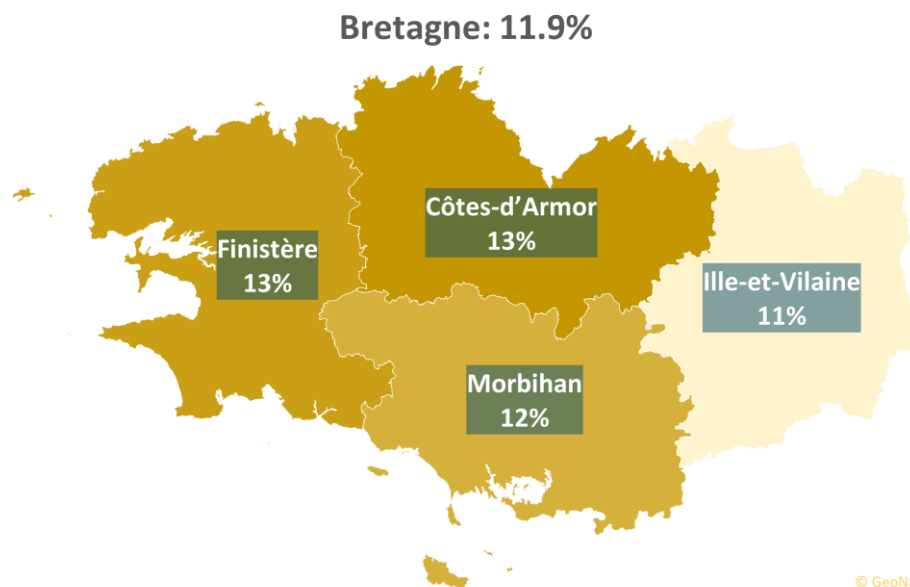 Bretagne: 11.9%
Côtes-d’Armor
13%
Finistère
13%
Ille-et-Vilaine
11%
Morbihan
12%
© GeoN